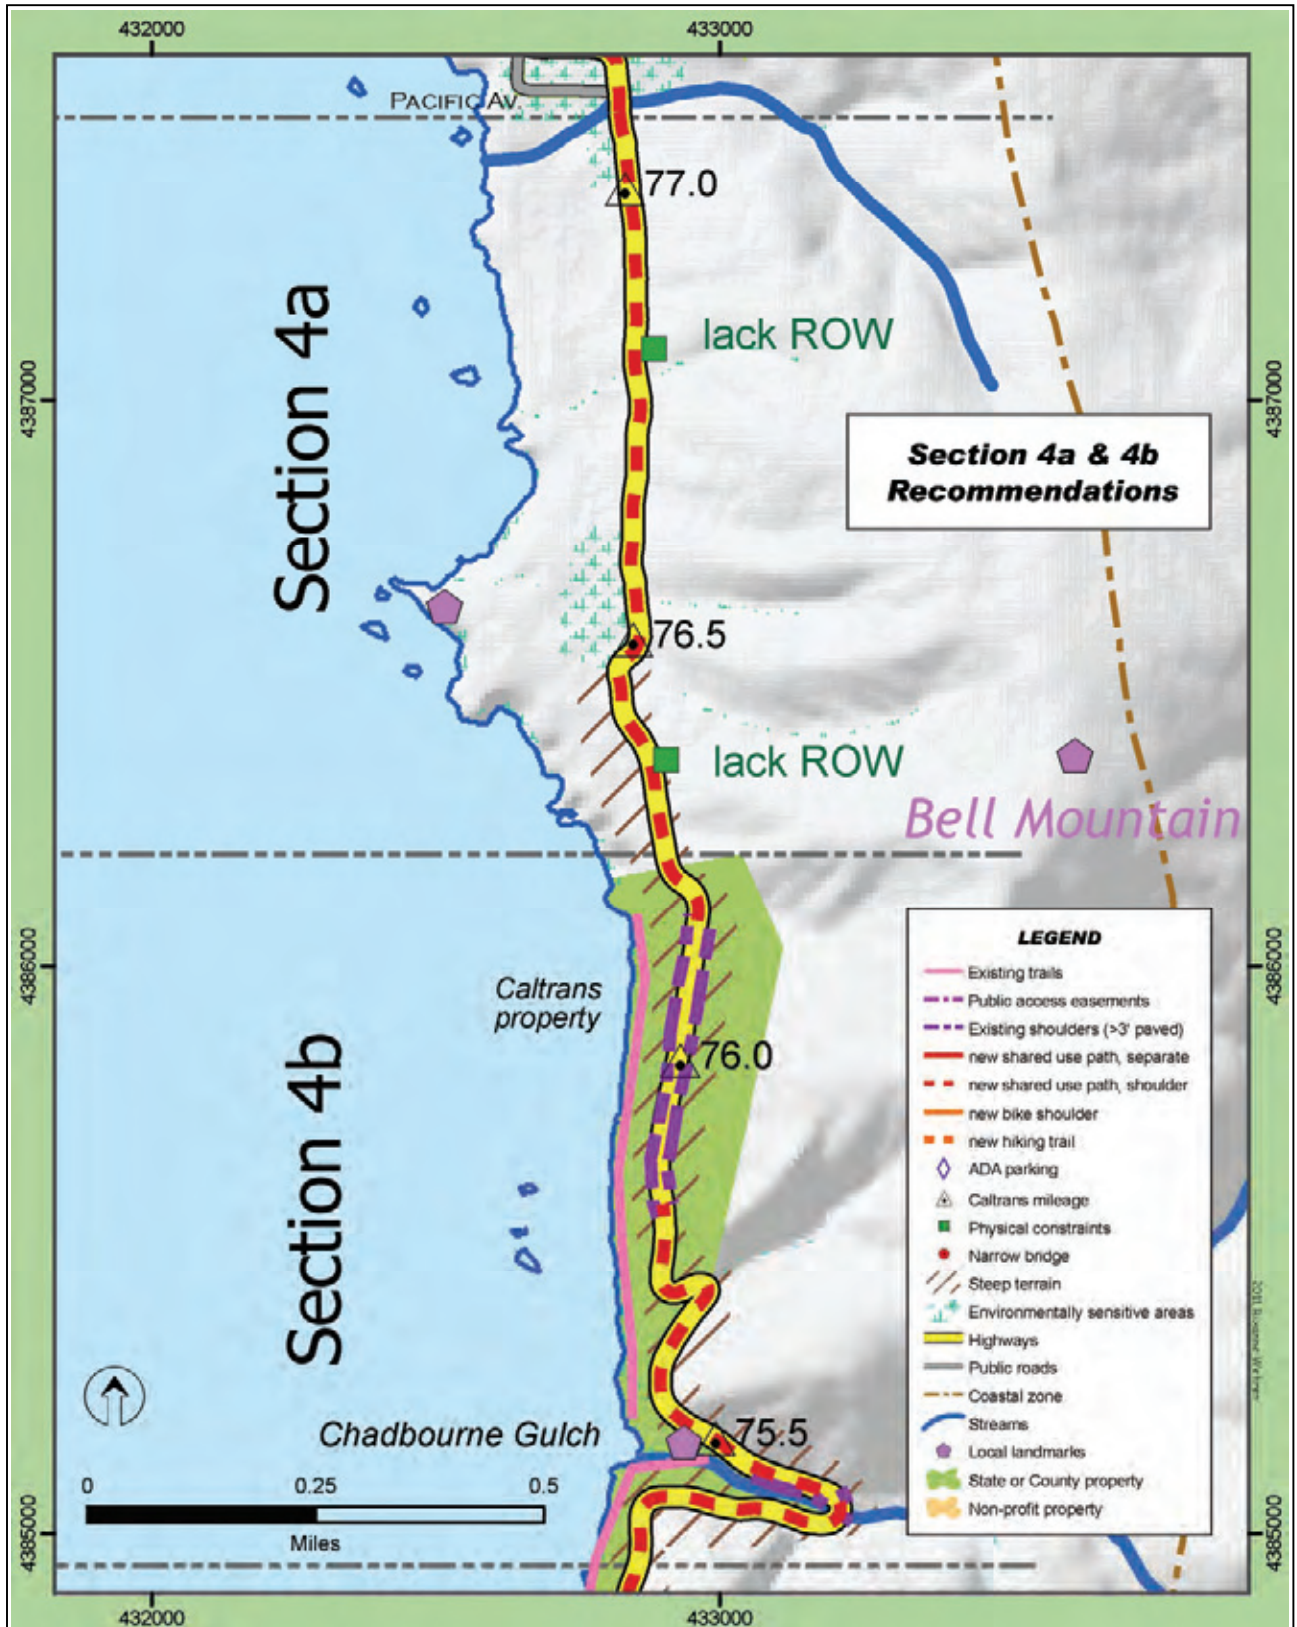 432000
433000
PACIFIC AV.
77.0
Section 4a
lack ROW
4387000
4387000
Section 4a & 4b
Recommendations
76.5
lack ROW
Bell Mountain
LEGEND
Existing trails
Public access easements
Existing shoulders (>3' paved)
new shared use path, separate
new shared use path, shoulder
new bike shoulder
new hiking trail
ADA parking
Caltrans mileage
Physical constraints
Narrow bridge
Steep terrain
Environmentally sensitive areas
Highways
Public roads
Coastal zone
Streams
Local landmarks
State or County property
Non-profit property
4386000
4386000
Caltrans
property
76.0
Section 4b
Chadbourne Gulch
75.5
0
0.25
0.5
Miles
4385000
4385000
432000
433000
2011